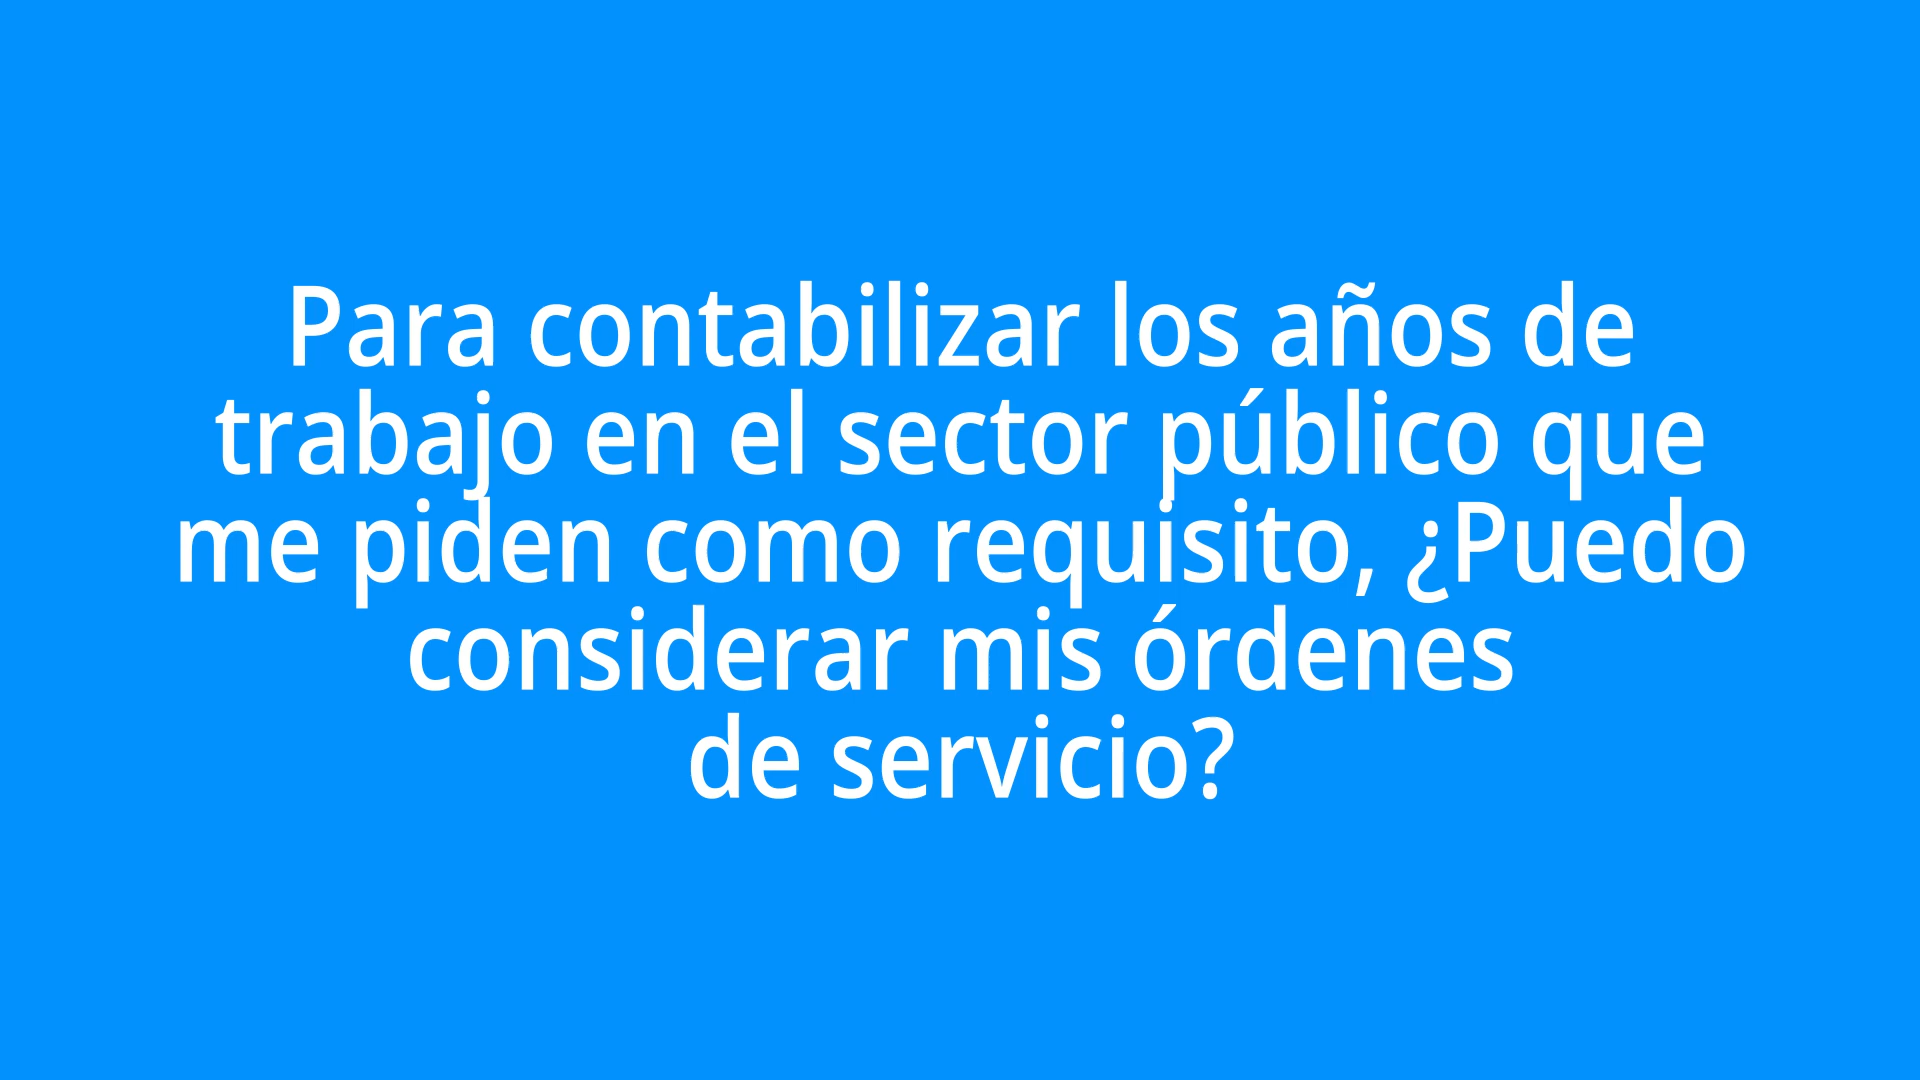 Para contabilizar los años de
trabajo en el sector público que
me piden como requisito, ¿Puedo
considerar mis órdenes
de servicio?